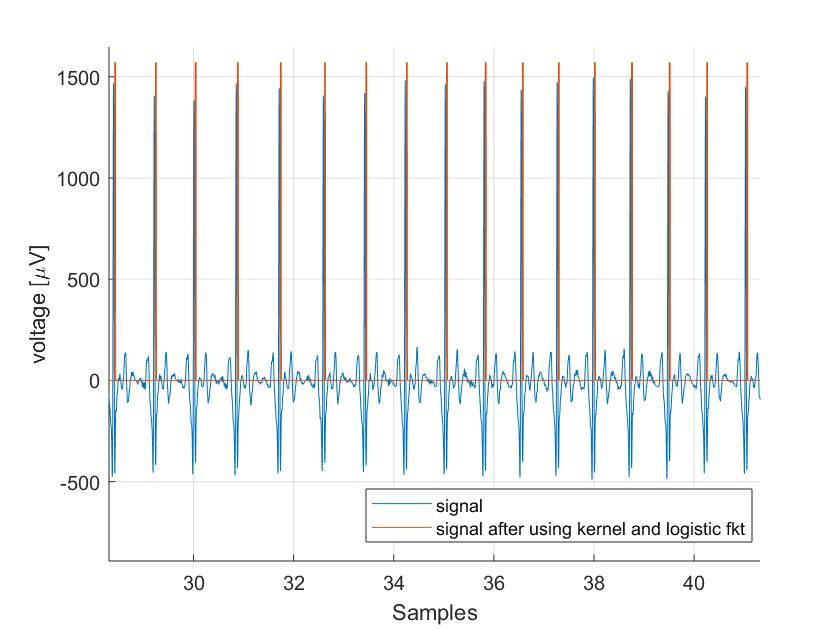 1500
1000
500
0
-500
voltage [μV]
30
32
34
36
38
40
Samples
signal
signal after using kernel and logistic fkt